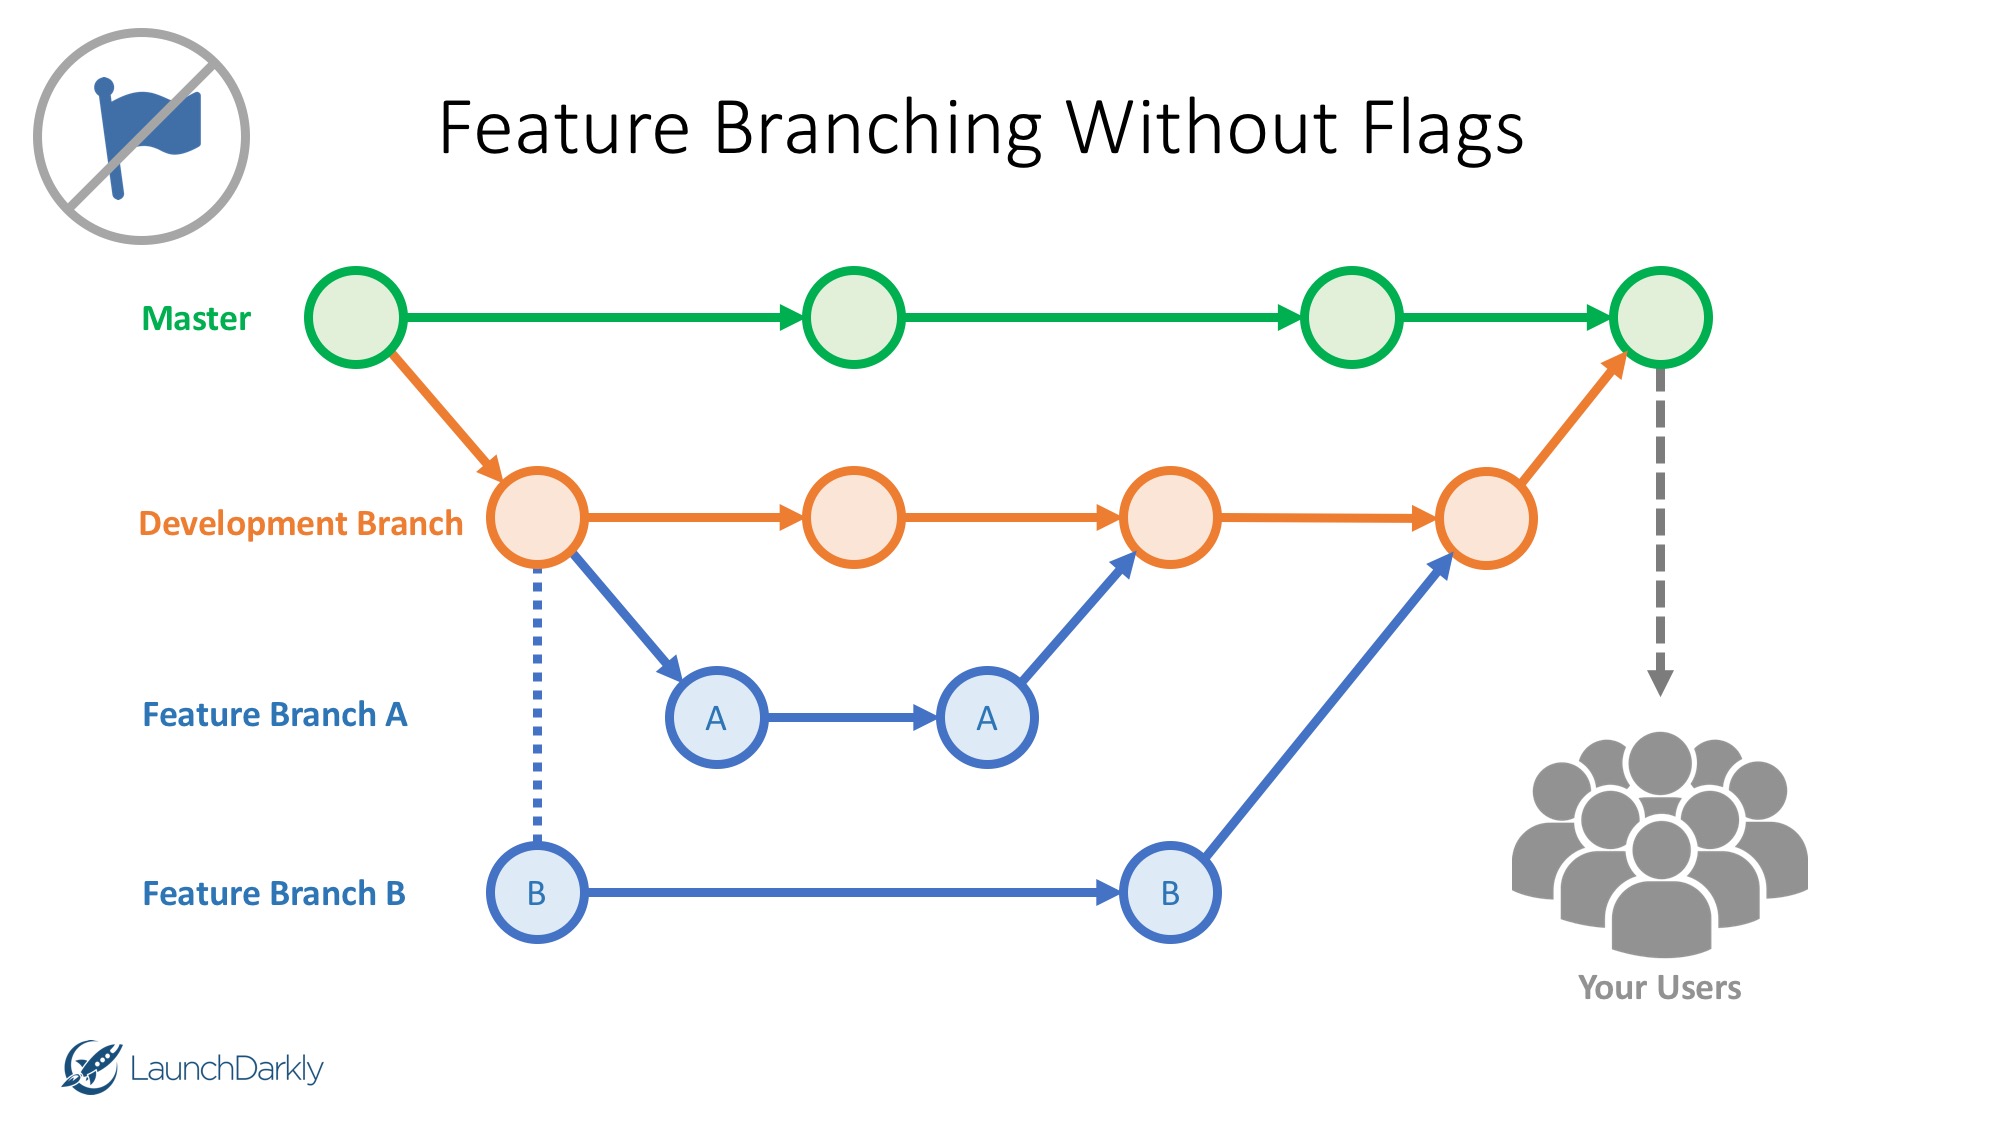 Feature Branching Without Flags
Master
Development Branch
Feature Branch A
A
A
Feature Branch B
B
B
Your Users
LaunchDarkly